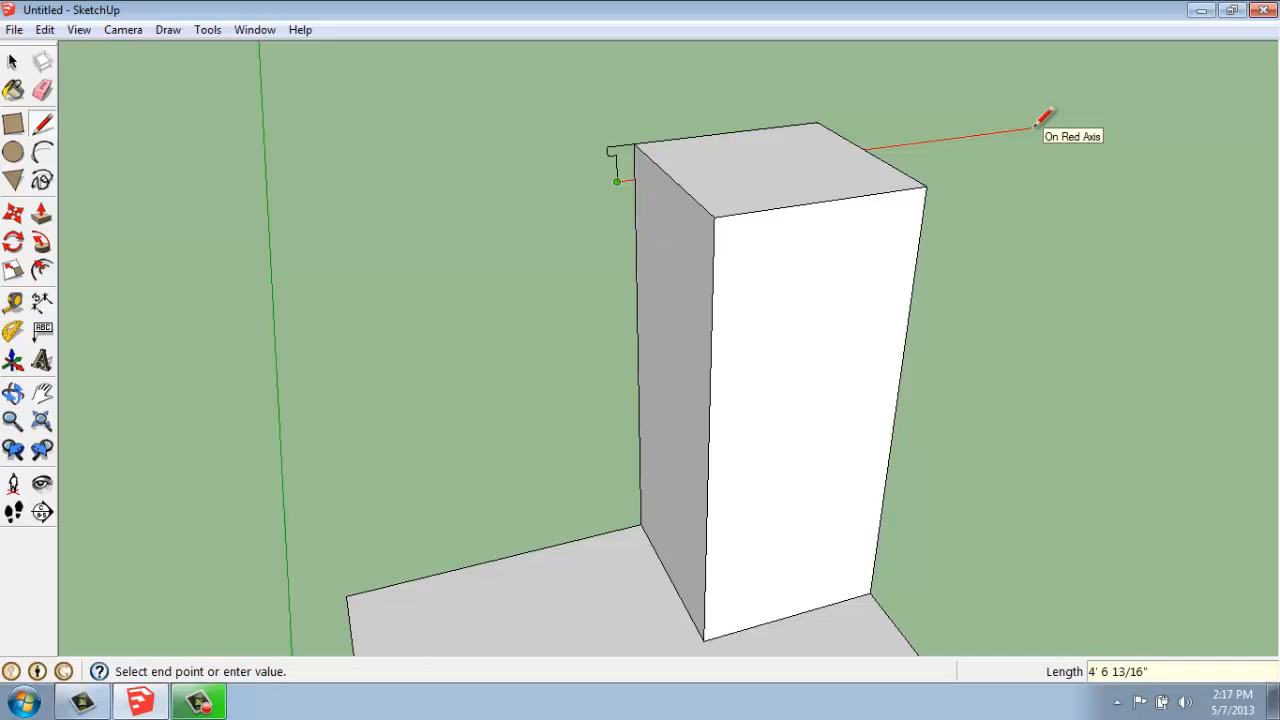 Untitled - SketchUp
File Edit View Camera Draw Tools Window Help
On Red Axis
ABC
Select end point or enter value.
Length 4' 6 13/16"
2:17 PM
5/7/2013